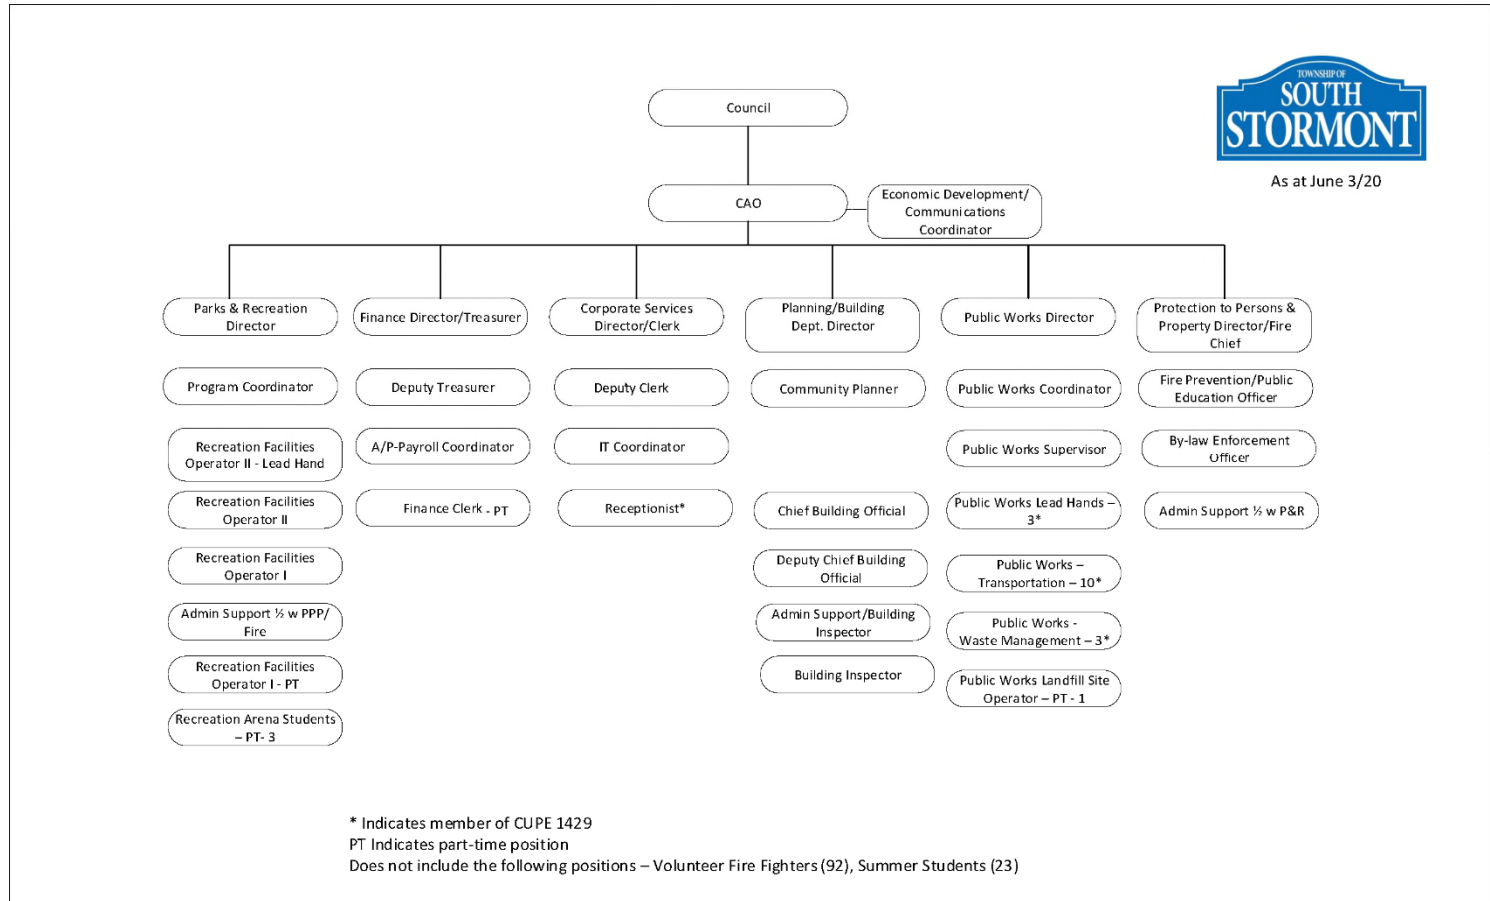 TOWNSHIP OF
SOUTH
STORMONT
As at June 3/20
Council
CAO
Economic Development/
Communications
Coordinator
Parks & Recreation
Director
Finance Director/Treasurer
Corporate Services
Director/Clerk
Planning/Building
Dept. Director
Public Works Director
Protection to Persons &
Property Director/Fire
Chief
Program Coordinator
Deputy Treasurer
Deputy Clerk
Community Planner
Public Works Coordinator
Fire Prevention/Public
Education Officer
Recreation Facilities
Operator II - Lead Hand
A/P-Payroll Coordinator
IT Coordinator
Public Works Supervisor
By-law Enforcement
Officer
Recreation Facilities
Operator II
Finance Clerk - PT
Receptionist*
Chief Building Official
Public Works Lead Hands –
3*
Admin Support ½ w P&R
Recreation Facilities
Operator I
Deputy Chief Building
Official
Public Works –
Transportation – 10*
Admin Support ½ w PPP/
Fire
Admin Support/Building
Inspector
Public Works -
Waste Management – 3*
Recreation Facilities
Operator I - PT
Building Inspector
Public Works Landfill Site
Operator – PT - 1
Recreation Arena Students
– PT- 3
* Indicates member of CUPE 1429
PT Indicates part-time position
Does not include the following positions – Volunteer Fire Fighters (92), Summer Students (23)